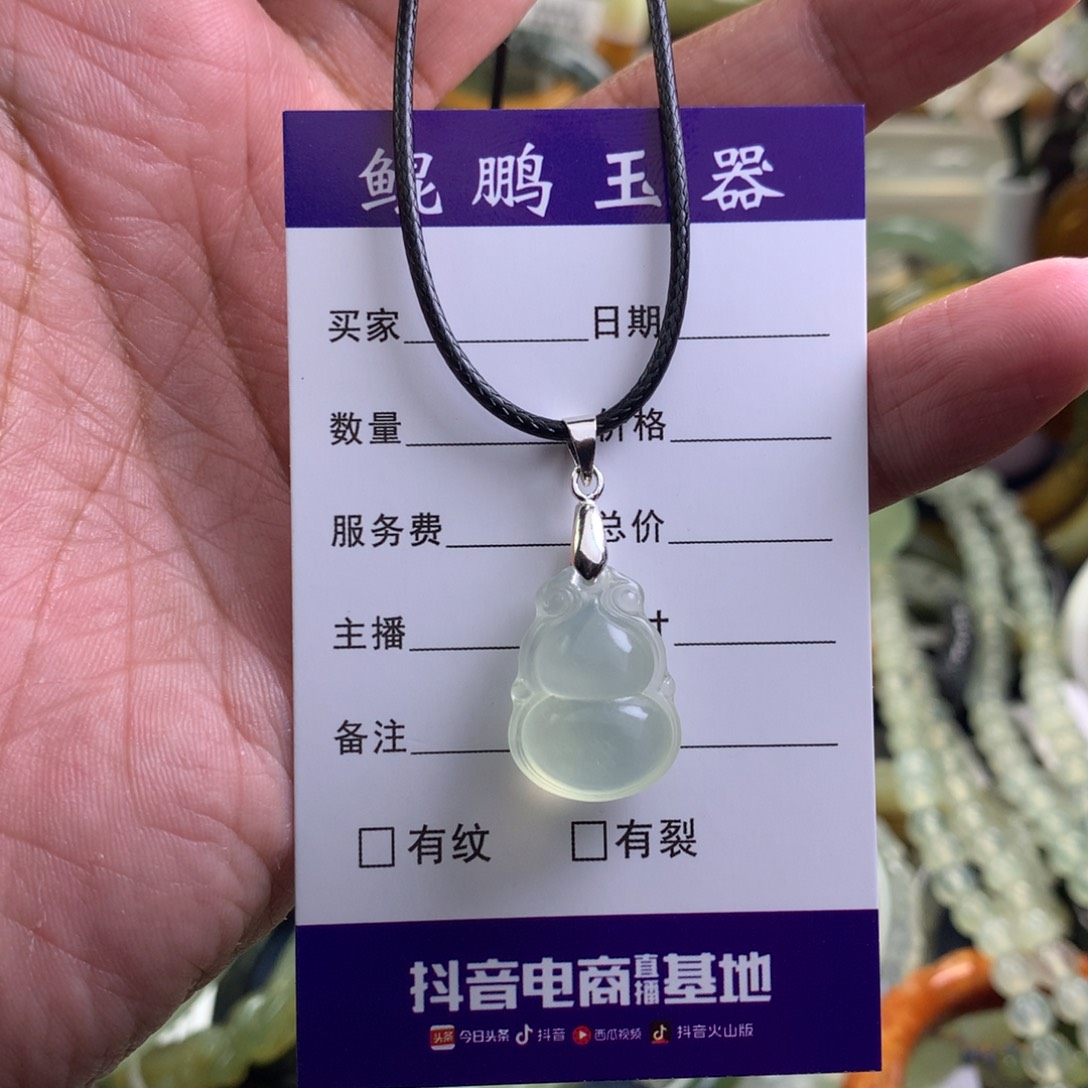 鲲鹏玉器
买家 日期
数量 价格
服务费 总价
主播
备注
□有纹 □有裂
抖音电商直播基地
头条 今日头条 抖音 西瓜视频 抖音火山版